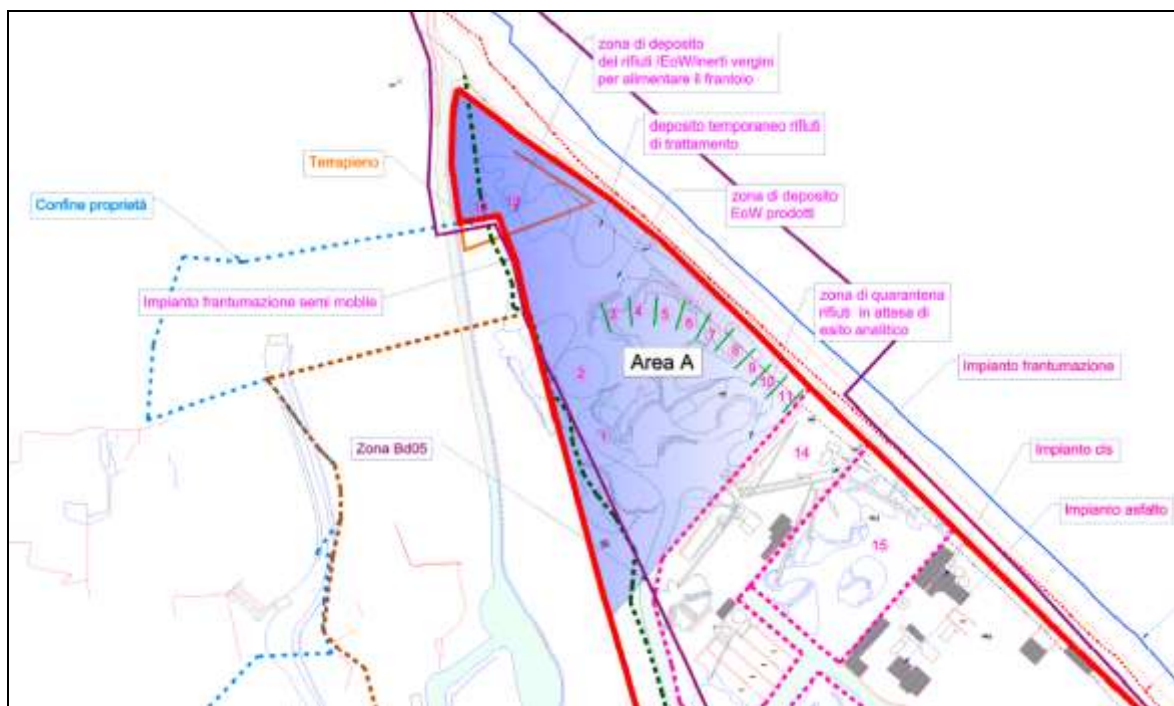 zona di deposito
dei rifiuti /EoW/inerti vergini
per alimentare il frantoio
deposito temporaneo rifiuti
di trattamento
Terrapieno
zona di deposito
EoW prodotti
Confine proprietà
12
Impianto frantumazione semi mobile
zona di quarantena
rifiuti in attesa di
esito analitico
3
4
5
6
7
8
9
10
11
Area A
2
Impianto frantumazione
1
Zona Bd05
14
Impianto cls
Impianto asfalto
15